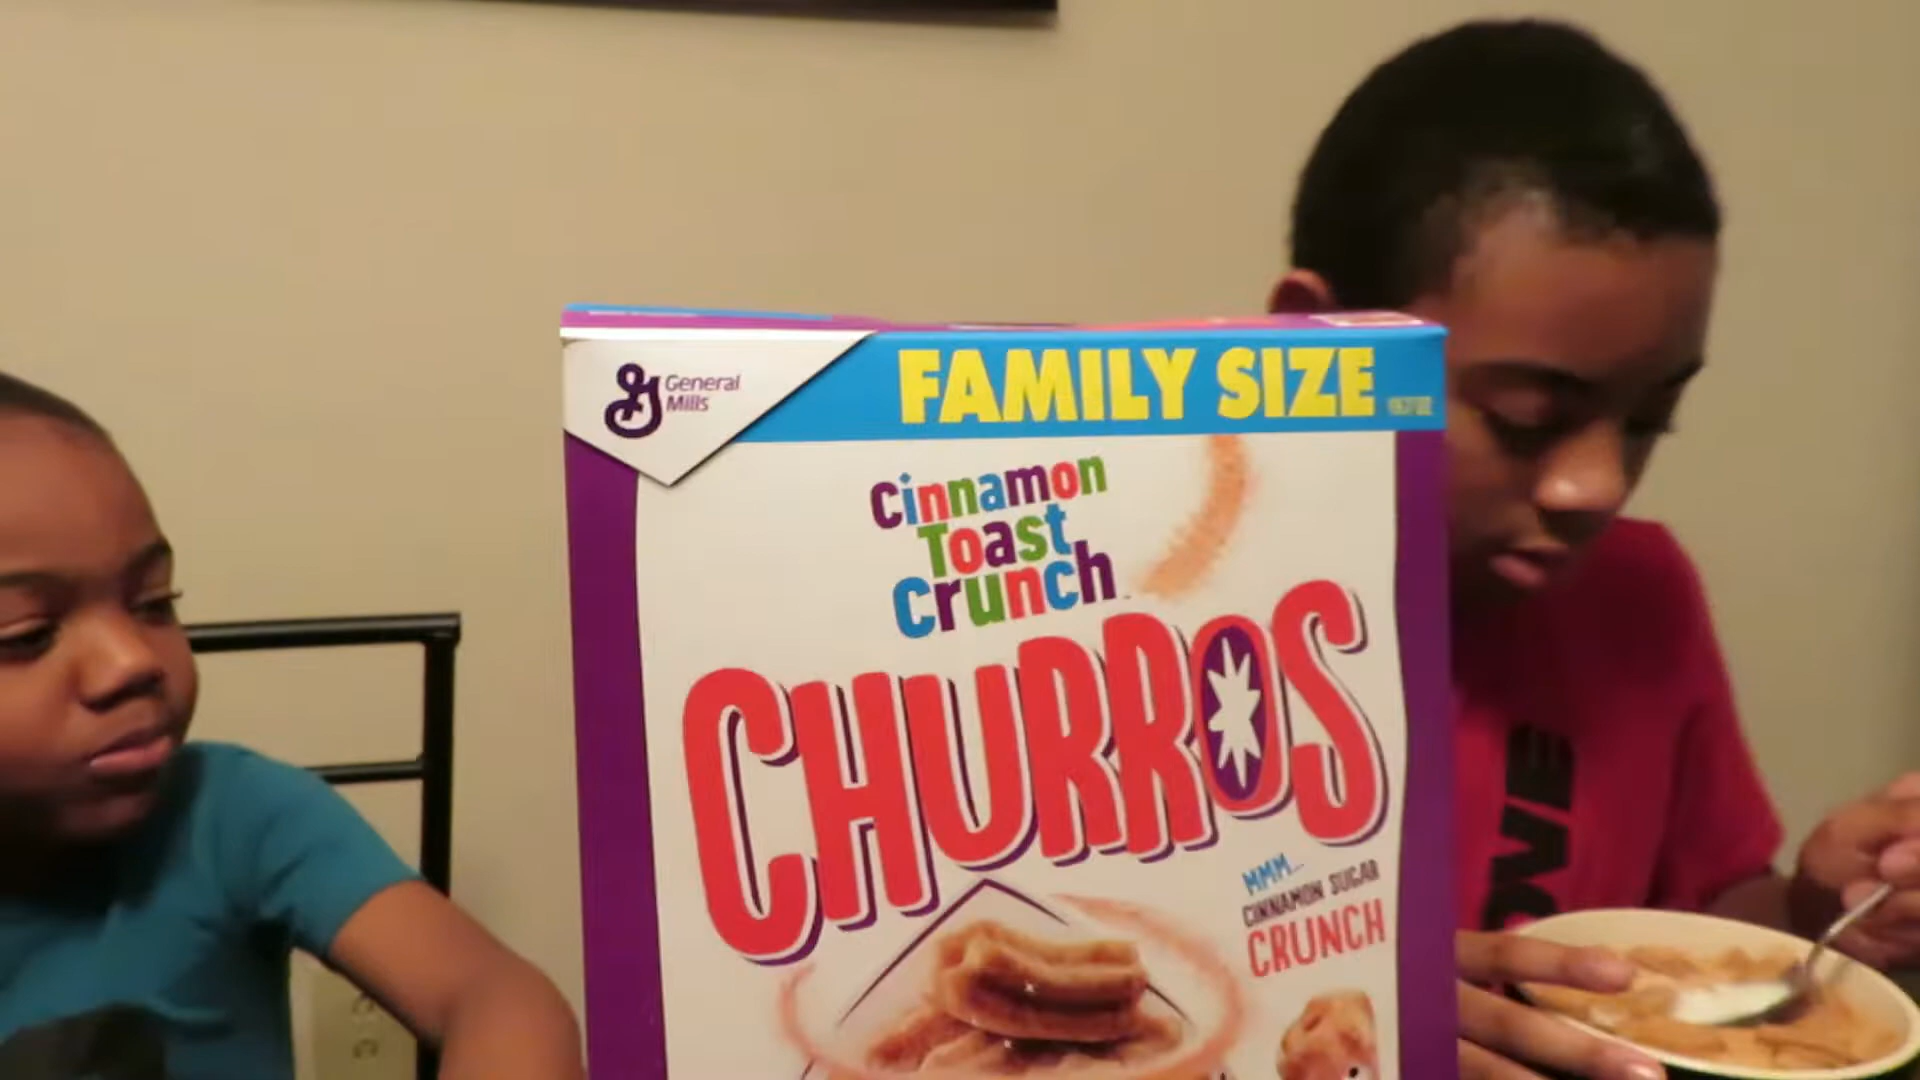 General
Mills
FAMILY SIZE
Cinnamon
Toast
Crunch
CHURROS
MMM...
CINNAMON SUGAR
CRUNCH